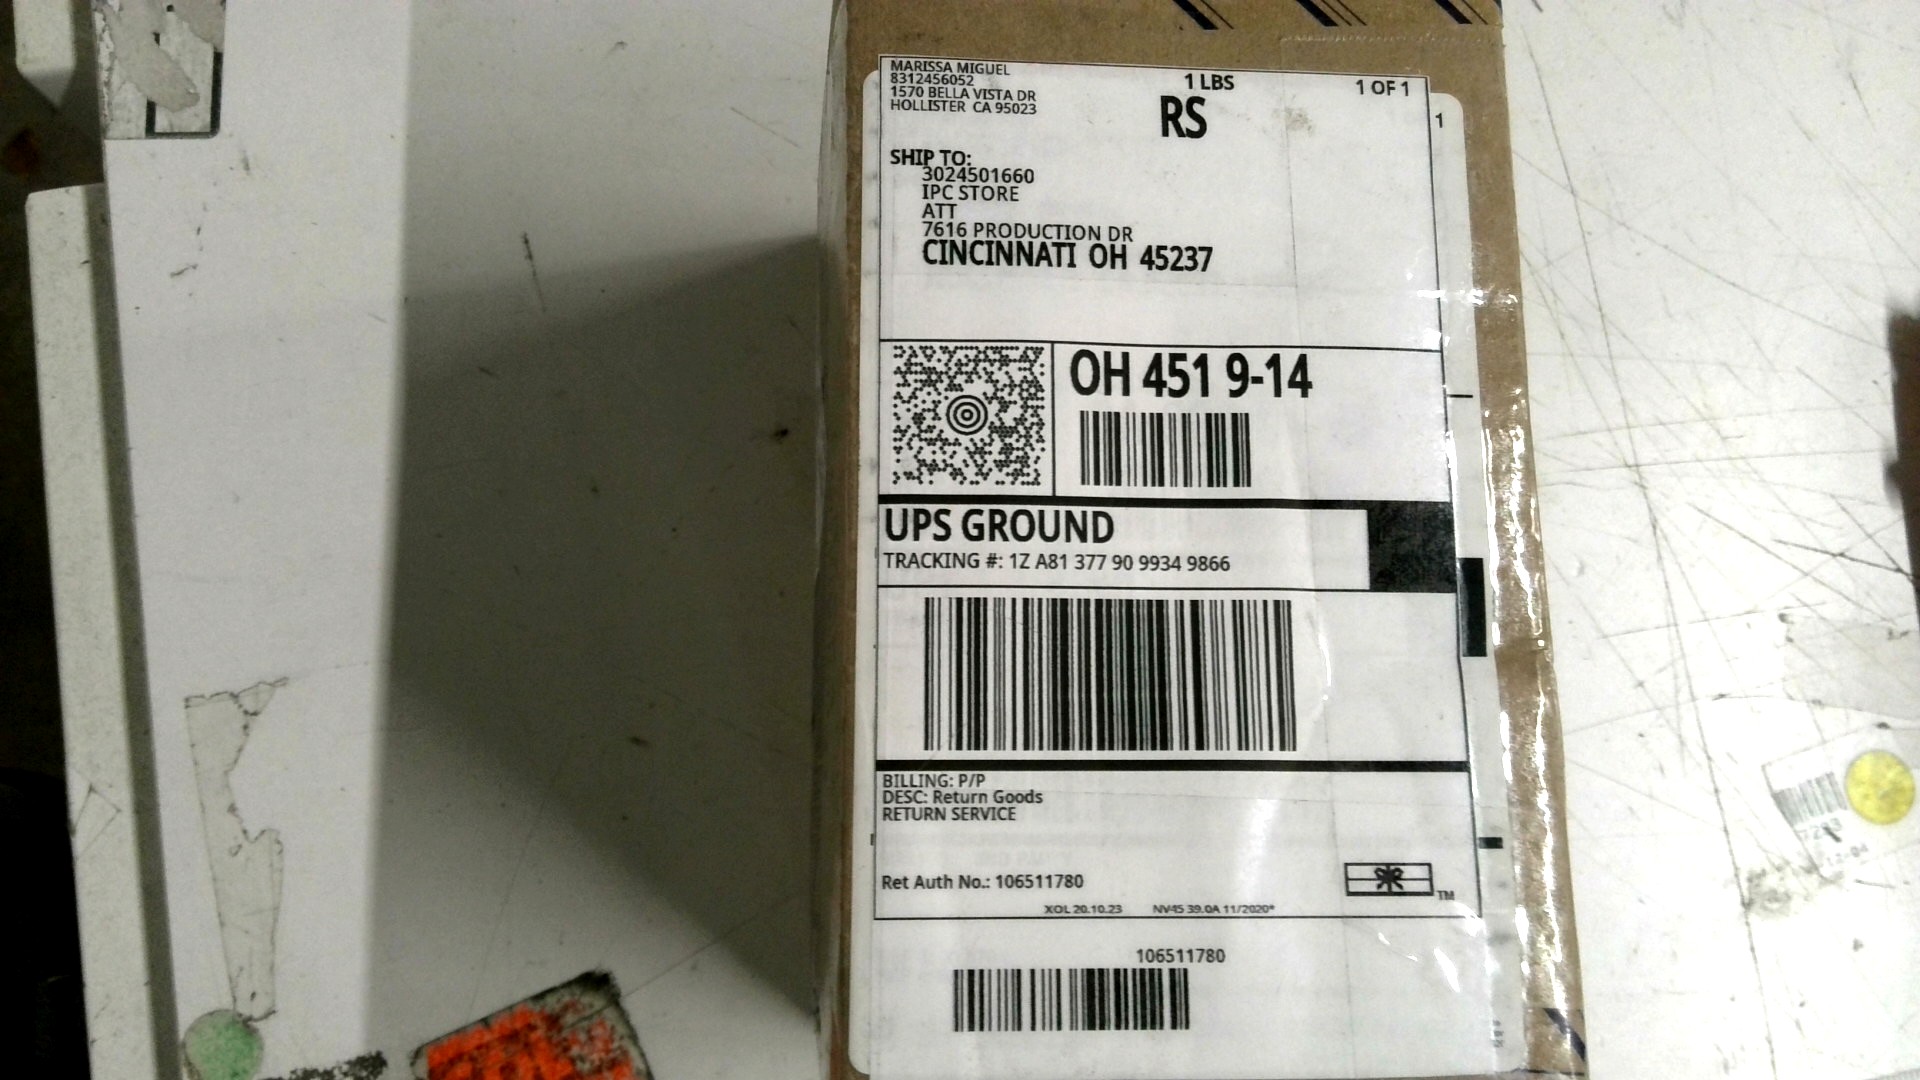 MARISSA MIGUEL
8312456052
1570 BELLA VISTA DR
HOLLISTER CA 95023
1 LBS
1 OF 1
RS
1
SHIP TO:
3024501660
IPC STORE
ATT
7616 PRODUCTION DR
CINCINNATI OH 45237
OH 451 9-14
UPS GROUND
TRACKING #: 1Z A81 377 90 9934 9866
BILLING: P/P
DESC: Return Goods
RETURN SERVICE
Ret Auth No.: 106511780
TM
XOL 20.10.23 NV45 39.0A 11/2020*
106511780